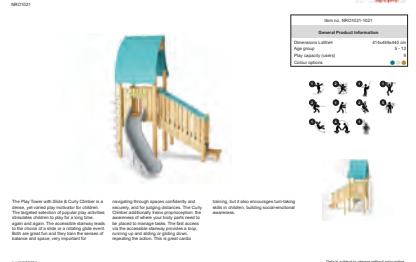 NRO1021
Item no. NRO1021-1021
General Product Information
Dimensions LxWxH 414x468x440 cm
Age group 5 - 12
Play capacity (users) 6
Colour options
The Play Tower with Slide & Curly Climber is a
dense, yet varied play motivator for children.
The targeted selection of popular play activities
stimulates children to play for a long time,
again and again. The accessible stairway leads
to the choice of a slide or a rotating glide event.
Both are great fun and they train the senses of
balance and space, very important for
navigating through spaces confidently and
securely, and for judging distances. The Curly
Climber additionally trains proprioception: the
awareness of where your body parts need to
be placed to manage tasks. The fast access
via the accessible stairway provides a loop,
running up and sliding or gliding down,
repeating the action. This is great cardio
training, but it also encourages turn-taking
skills in children, building social-emotional
awareness.